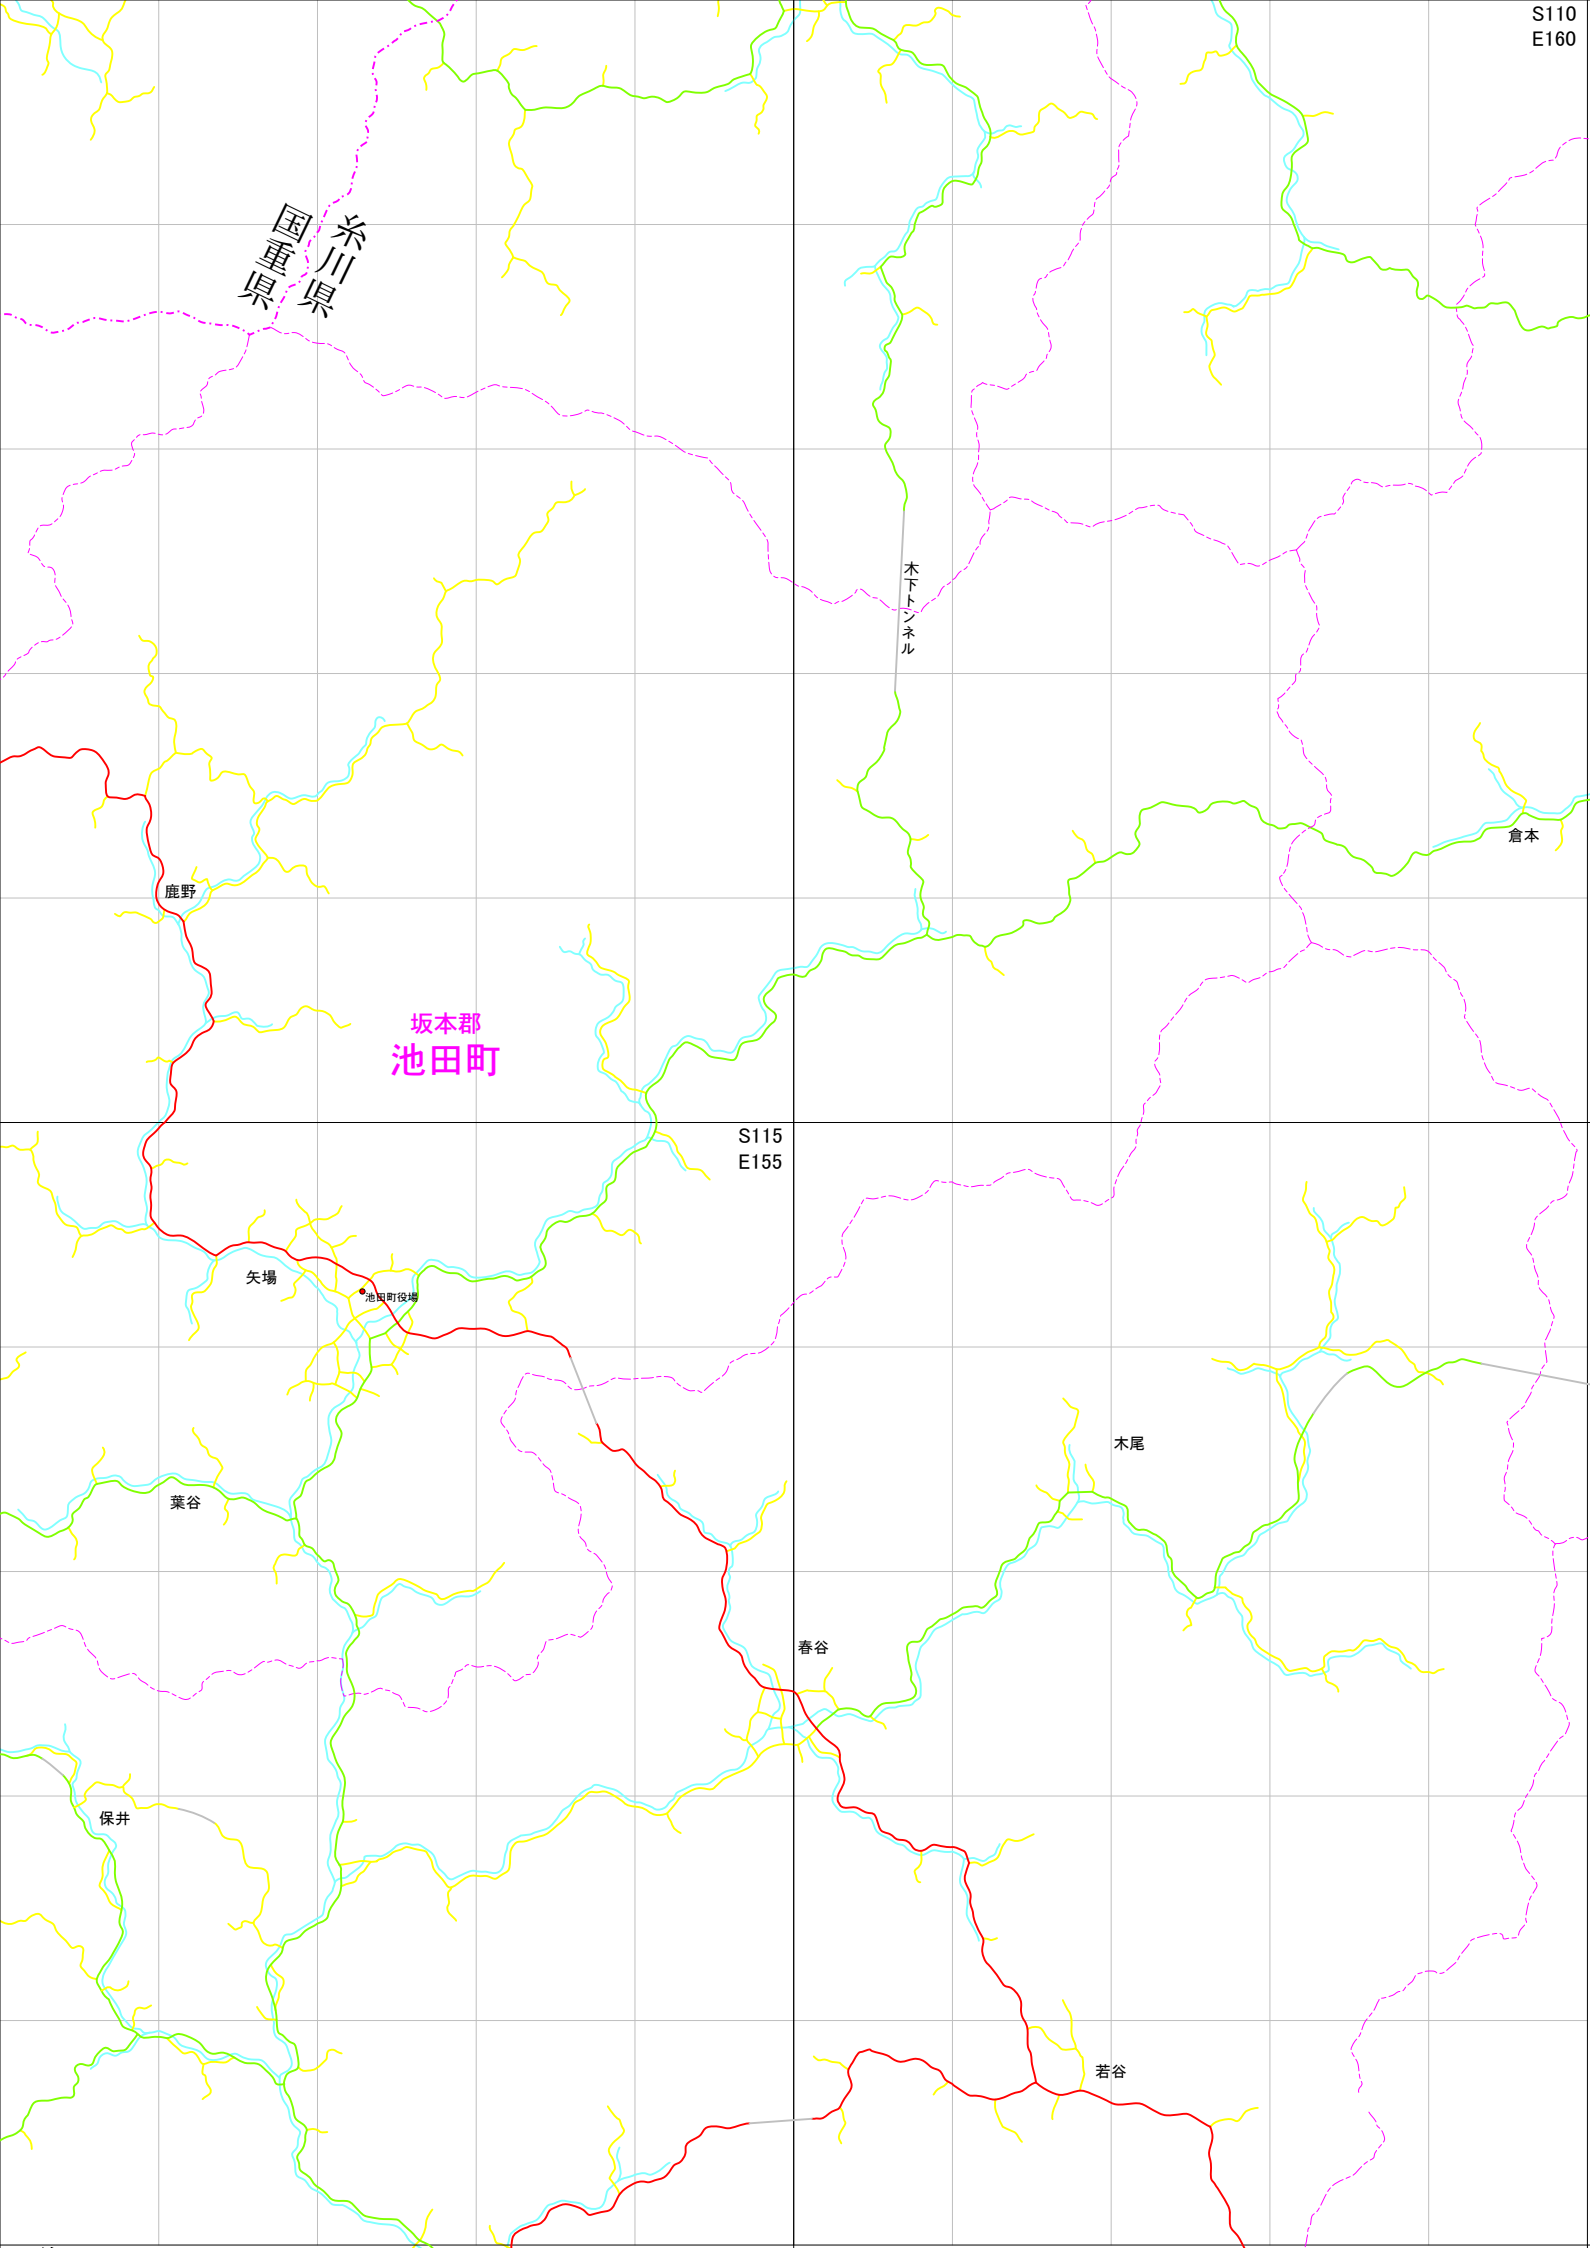 S110
E160
糸川県
国重県
木下トンネル
倉本
鹿野
坂本郡
池田町
S115
E155
矢場
池田町役場
木尾
葉谷
春谷
保井
若谷